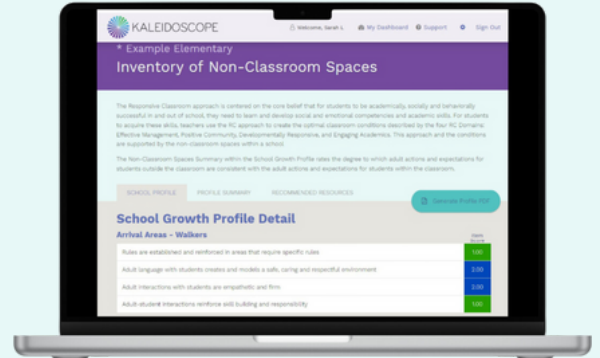 KALEIDOSCOPE
Welcome, Sarah L
My Dashboard
Support
Sign Out
* Example Elementary
Inventory of Non-Classroom Spaces
The Responsive Classroom approach is centered on the core belief that for students to be academically, socially and behaviorally
successful in and out of school, they need to learn and develop social and emotional competencies and academic skills. For students
to acquire these skills, teachers use the RC approach to create the optimal classroom conditions described by the four RC Domains:
Effective Management, Positive Community, Developmentally Responsive, and Engaging Academics. This approach and the conditions
are supported by the non-classroom spaces within a school.
The Non-Classroom Spaces Summary within the School Growth Profile rates the degree to which adult actions and expectations for
students outside the classroom are consistent with the adult actions and expectations for students within the classroom.
SCHOOL PROFILE
PROFILE SUMMARY
RECOMMENDED RESOURCES
Generate Profile PDF
School Growth Profile Detail
Arrival Areas - Walkers
Item
Score
Rules are established and reinforced in areas that require specific rules
1.00
Adult language with students creates and models a safe, caring and respectful environment
2.00
Adult interactions with students are empathetic and firm
2.00
Adult-student interactions reinforce skill building and responsibility
1.00